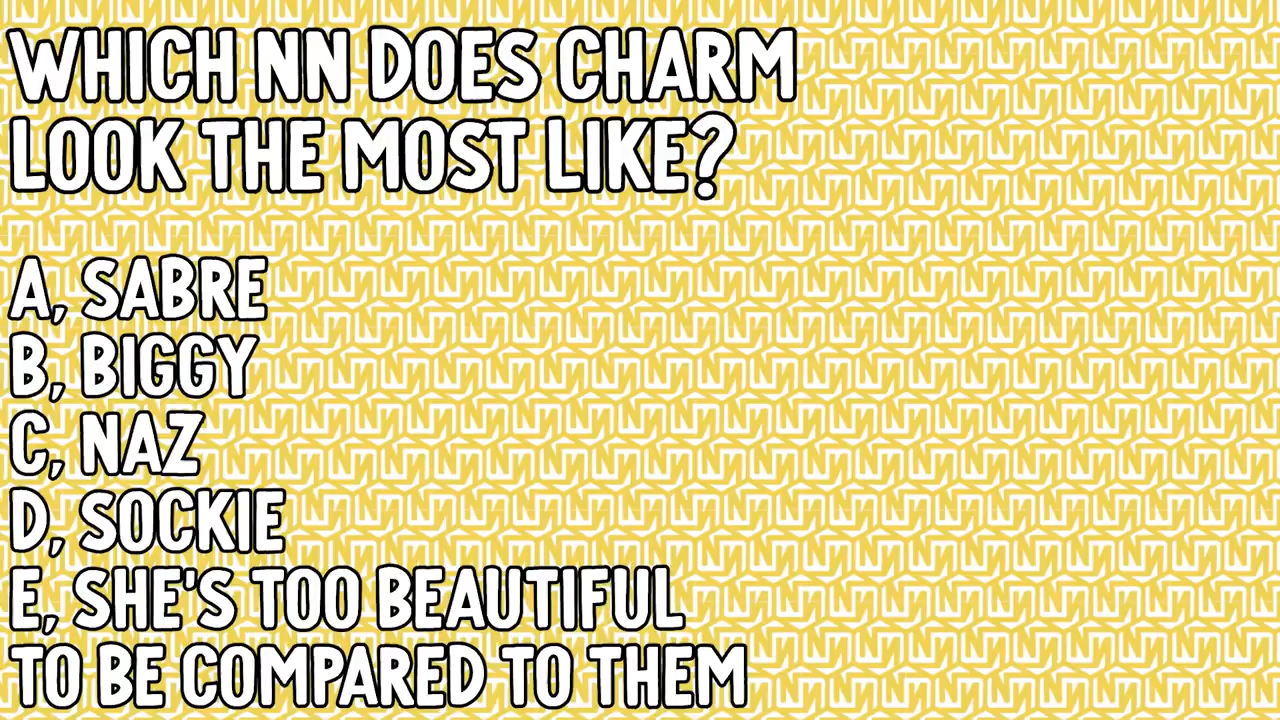 WHICH NN DOES CHARM
LOOK THE MOST LIKE?
A, SABRE
B, BIGGY
C, NAZ
D, SOCKIE
E, SHE'S TOO BEAUTIFUL
TO BE COMPARED TO THEM